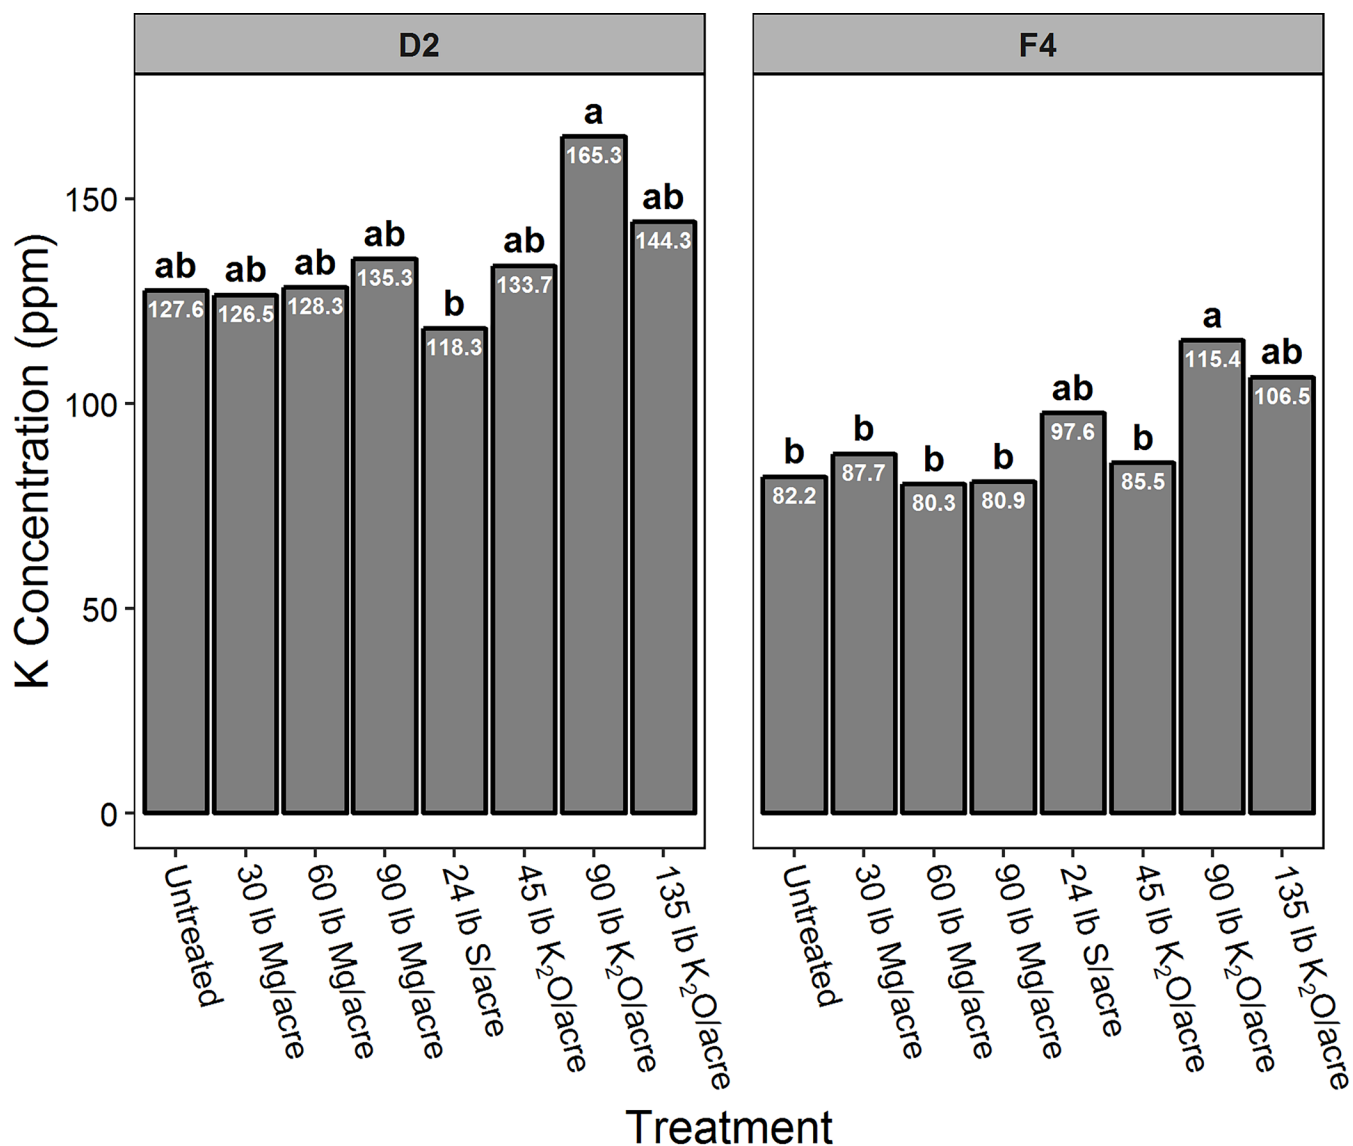 D2
F4
K Concentration (ppm)
150
100
50
0
ab
ab
ab
ab
b
ab
a
ab
127.6
126.5
128.3
135.3
118.3
133.7
165.3
144.3
b
b
b
b
ab
b
a
ab
82.2
87.7
80.3
80.9
97.6
85.5
115.4
106.5
Untreated
30 lb Mg/acre
60 lb Mg/acre
90 lb Mg/acre
24 lb S/acre
45 lb K₂O/acre
90 lb K₂O/acre
135 lb K₂O/acre
Untreated
30 lb Mg/acre
60 lb Mg/acre
90 lb Mg/acre
24 lb S/acre
45 lb K₂O/acre
90 lb K₂O/acre
135 lb K₂O/acre
Treatment